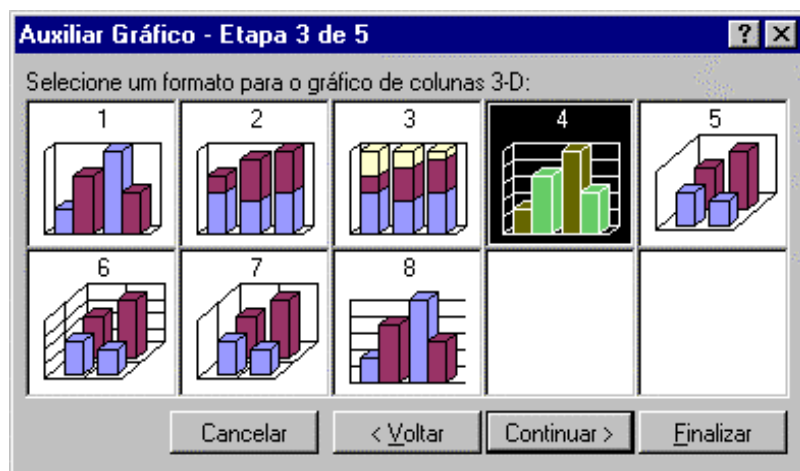 Auxiliar Gráfico - Etapa 3 de 5
Selecione um formato para o gráfico de colunas 3-D:
1 2 3 4 5
6 7 8
Cancelar < Voltar Continuar > Finalizar